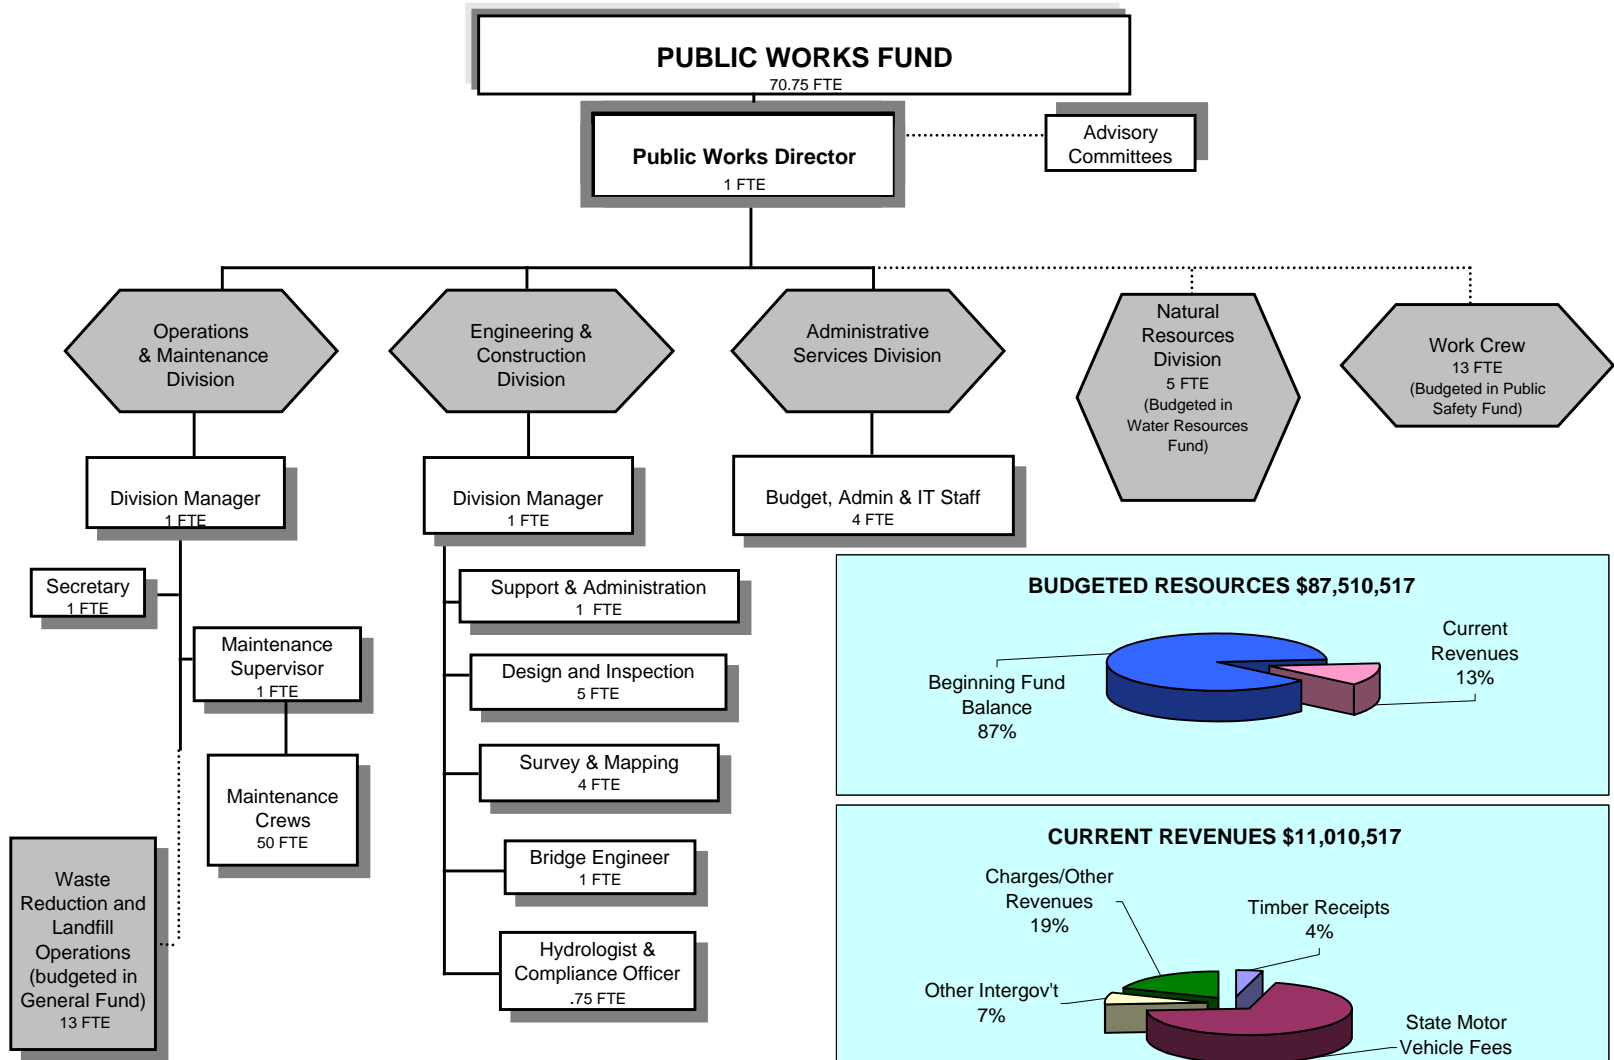 PUBLIC WORKS FUND
70.75 FTE
Public Works Director
1 FTE
Advisory
Committees
Operations
& Maintenance
Division
Engineering &
Construction
Division
Administrative
Services Division
Natural
Resources
Division
5 FTE
(Budgeted in
Water Resources
Fund)
Work Crew
13 FTE
(Budgeted in Public
Safety Fund)
Division Manager
1 FTE
Division Manager
1 FTE
Budget, Admin & IT Staff
4 FTE
Secretary
1 FTE
Maintenance
Supervisor
1 FTE
Maintenance
Crews
50 FTE
Waste
Reduction and
Landfill
Operations
(budgeted in
General Fund)
13 FTE
Support & Administration
1 FTE
Design and Inspection
5 FTE
Survey & Mapping
4 FTE
Bridge Engineer
1 FTE
Hydrologist &
Compliance Officer
.75 FTE
BUDGETED RESOURCES $87,510,517
Beginning Fund
Balance
87%
Current
Revenues
13%
CURRENT REVENUES $11,010,517
Charges/Other
Revenues
19%
Timber Receipts
4%
Other Intergov't
7%
State Motor
Vehicle Fees